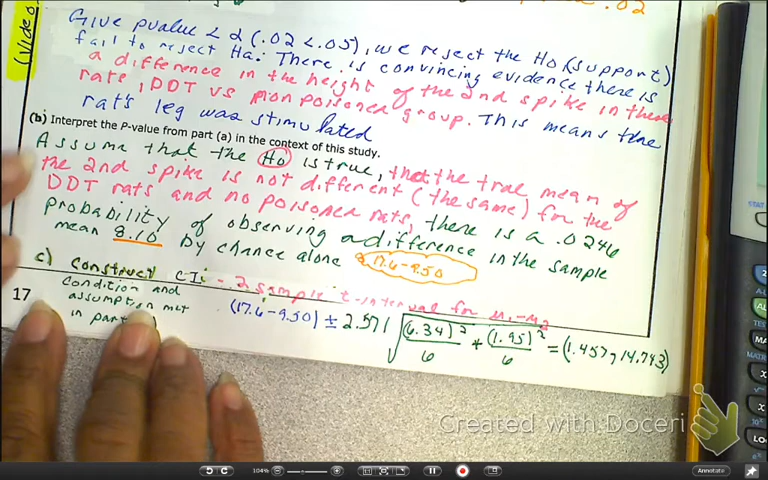 (Video
.02
Give pvalue < α (.02 < .05), we reject the Ho (support)
fail to reject Ha. There is convincing evidence there is
a difference in the height of the 2nd spike in these
rats, DDT vs nonpoisoned group. This means the
rat's leg was stimulated
(b) Interpret the P-value from part (a) in the context of this study.
Assume that the Ho is true, that the true mean of
the 2nd spike is not different (the same) for the
DDT rats and no poisoned rats, there is a .0246
probability of observing a difference in the sample
mean 8.10 by chance alone 17.6-9.50
c) construct CI: - 2 sample t-interval for μ1-μ2
17
condition and
assumption met
in part
(17.6-9.50) ± 2.571 √((6.34)²/6 + (1.95)²/6) = (1.457, 14.743)
Created with Doceri
104%
Annotate